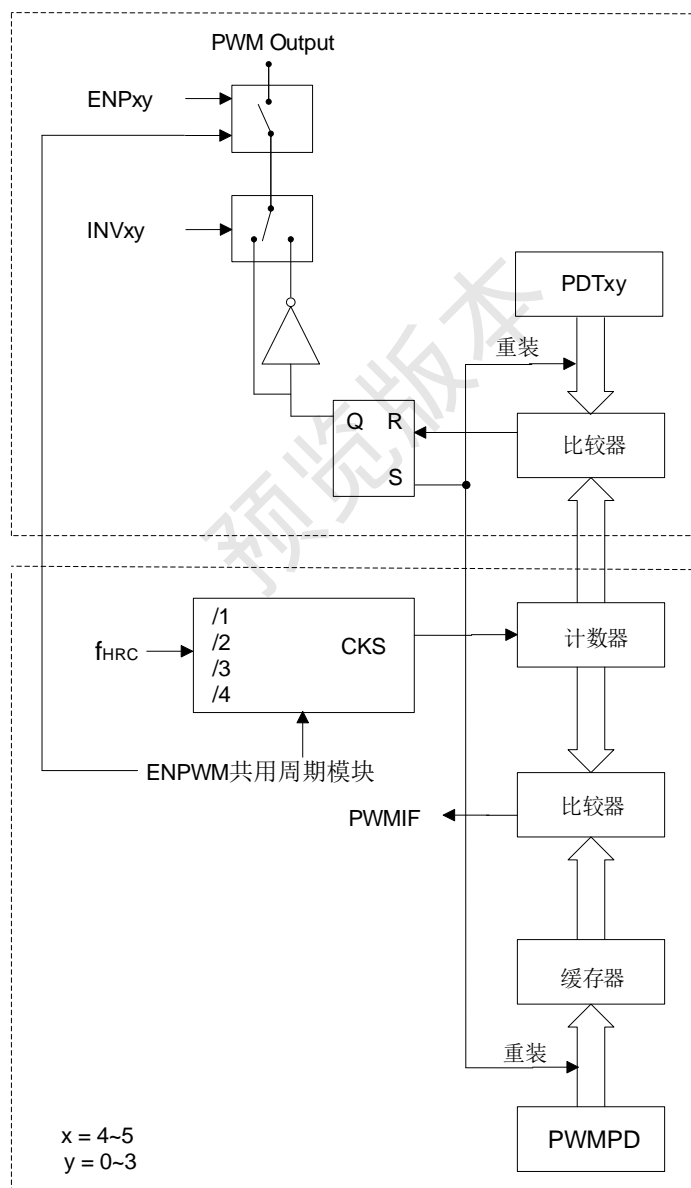 PWM Output
ENPxy
INVxy
PDTxy
重装
Q R
S
比较器
预览版本
/1
/2
/3
/4
CKS
fHRC
计数器
ENPWM共用周期模块
PWMIF
比较器
缓存器
重装
PWMPD
x = 4~5
y = 0~3